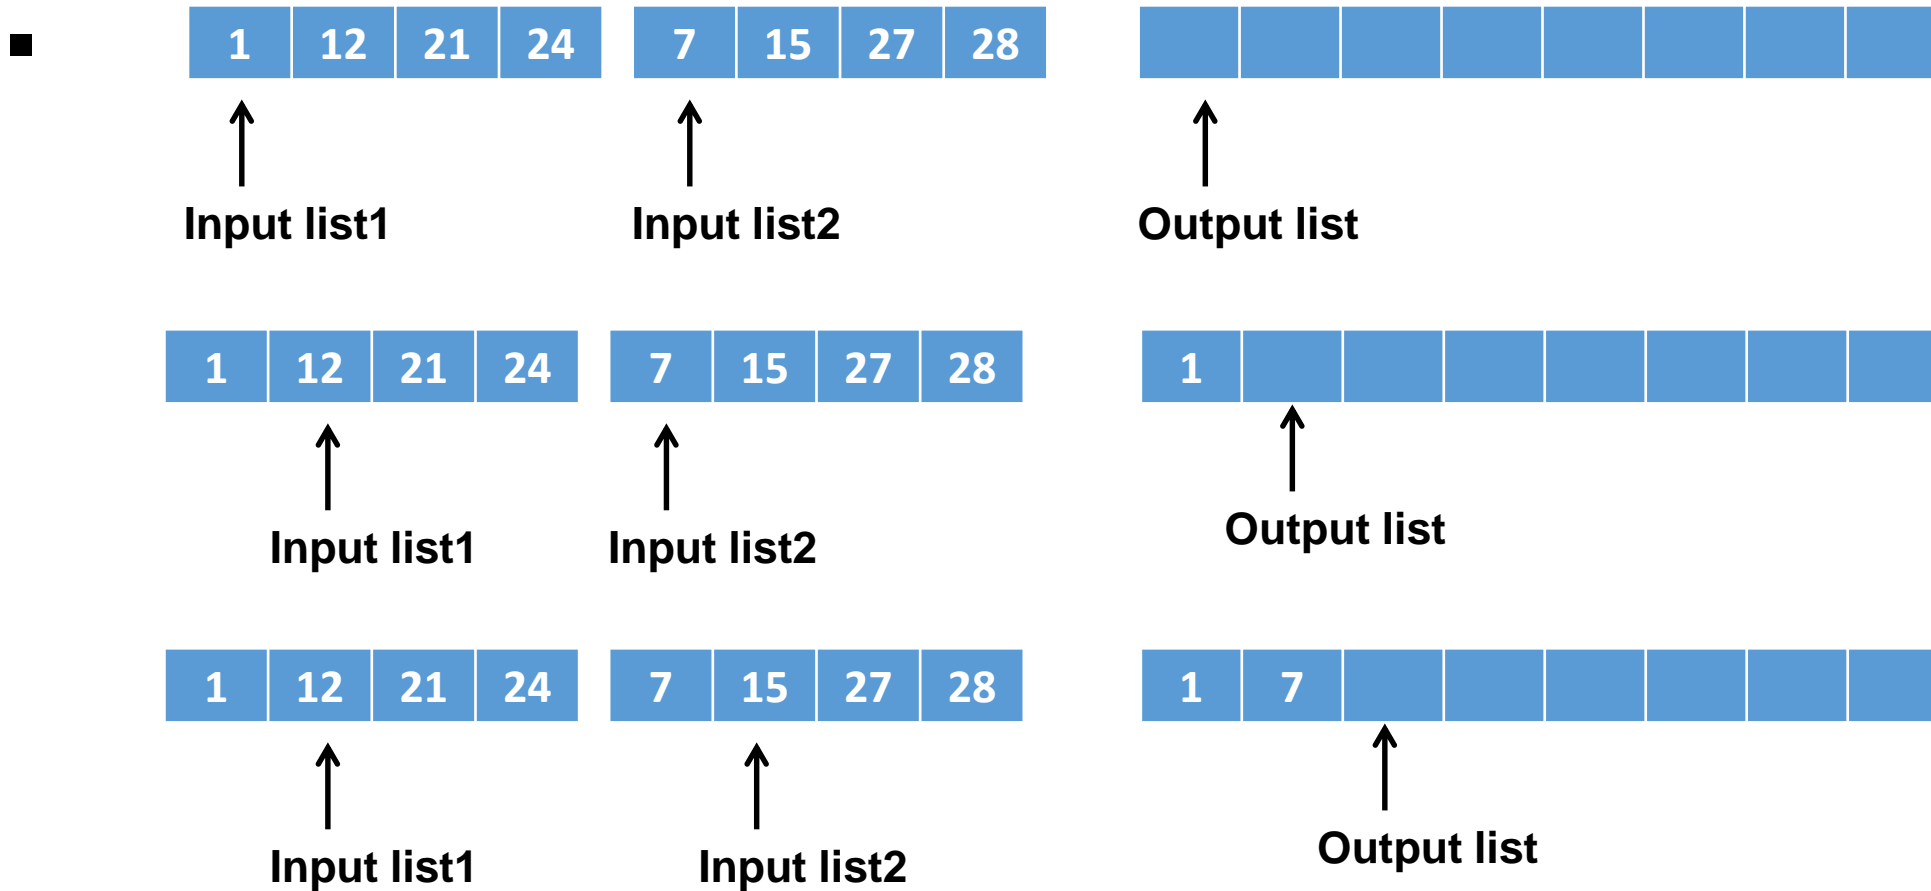 1 12 21 24 7 15 27 28
Input list1 Input list2 Output list
1 12 21 24 7 15 27 28 1
Input list1 Input list2 Output list
1 12 21 24 7 15 27 28 1 7
Input list1 Input list2 Output list